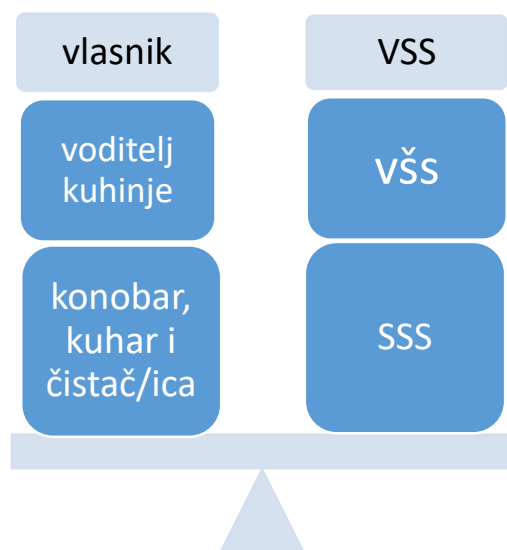 vlasnik
VSS
voditelj
kuhinje
všs
konobar,
kuhar i
čistač/ica
SSS